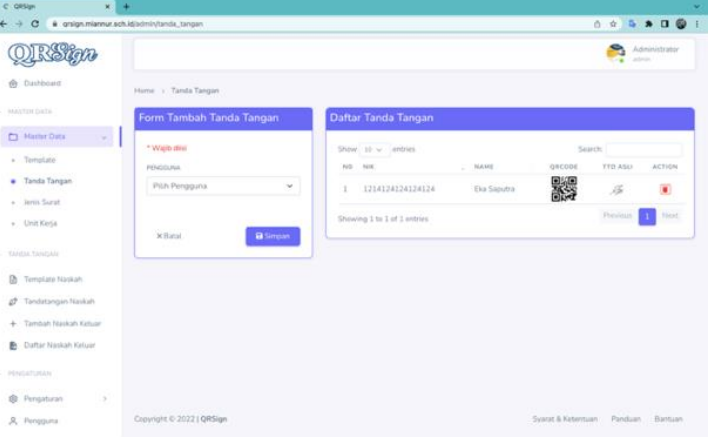 QRSign
qrsign.miannur.sch.id/admin/tanda_tangan
QRSign
Administrator
admin
Dashboard
Home > Tanda Tangan
MASTER DATA
Master Data
Template
Tanda Tangan
Jenis Surat
Unit Kerja
TANDA TANGAN
Template Naskah
Tandatangan Naskah
Tambah Naskah Keluar
Daftar Naskah Keluar
PENGATURAN
Pengaturan
Pengguna
Form Tambah Tanda Tangan
* Wajib diisi
PENGGUNA
Pilih Pengguna
Batal
Simpan
Daftar Tanda Tangan
Show 10 entries
Search:
NO NIK NAME QRCODE TTD ASLI ACTION
1 1214124124124124 Eka Saputra
Showing 1 to 1 of 1 entries
Previous 1 Next
Copyright © 2022 | QRSign
Syarat & Ketentuan Panduan Bantuan